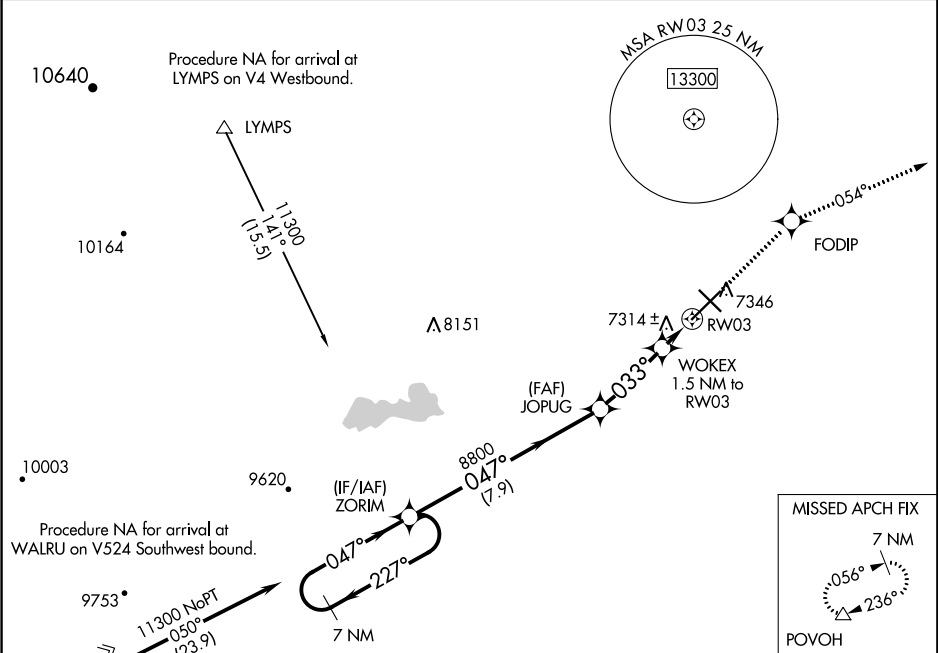 MSA RW03 25 NM
13300
Procedure NA for arrival at
LYMPS on V4 Westbound.
10640
LYMPS
11300
141°
(15.5)
10164
054°
FODIP
7346
7314 ±
RW03
8151
WOKEX
1.5 NM to
RW03
033°
(FAF)
JOPUG
8800
047°
(7.9)
10003
9620
(IF/IAF)
ZORIM
Procedure NA for arrival at
WALRU on V524 Southwest bound.
047°
227°
7 NM
9753
11300 NoPT
050°
(23.9)
MISSED APCH FIX
7 NM
056°
236°
POVOH